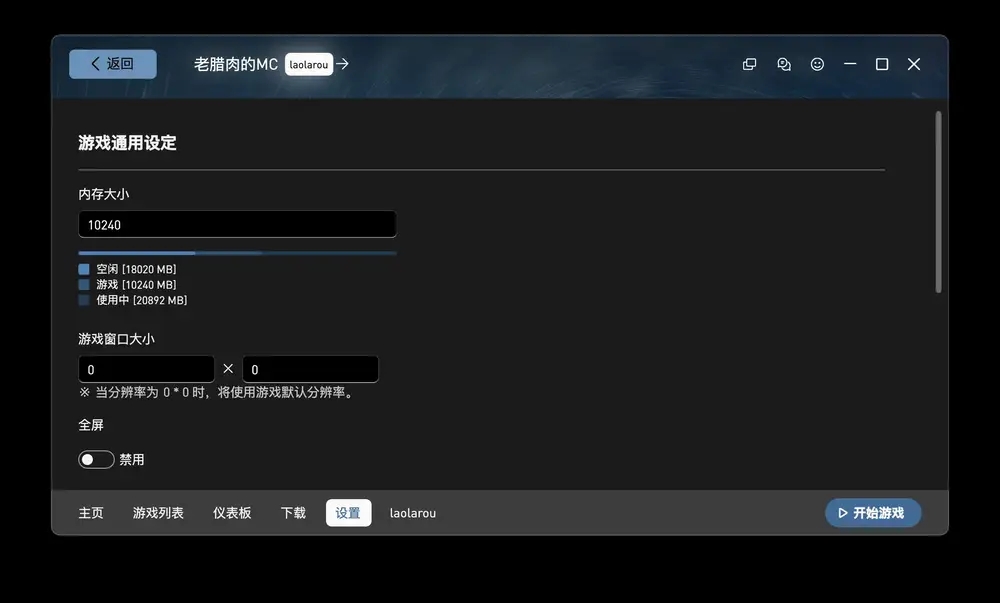 返回
老腊肉的MC laolarou
游戏通用设定
内存大小
10240
空闲 [18020 MB]
游戏 [10240 MB]
使用中 [20892 MB]
游戏窗口大小
0 × 0
※ 当分辨率为 0 * 0 时，将使用游戏默认分辨率。
全屏
禁用
主页 游戏列表 仪表板 下载 设置 laolarou 开始游戏